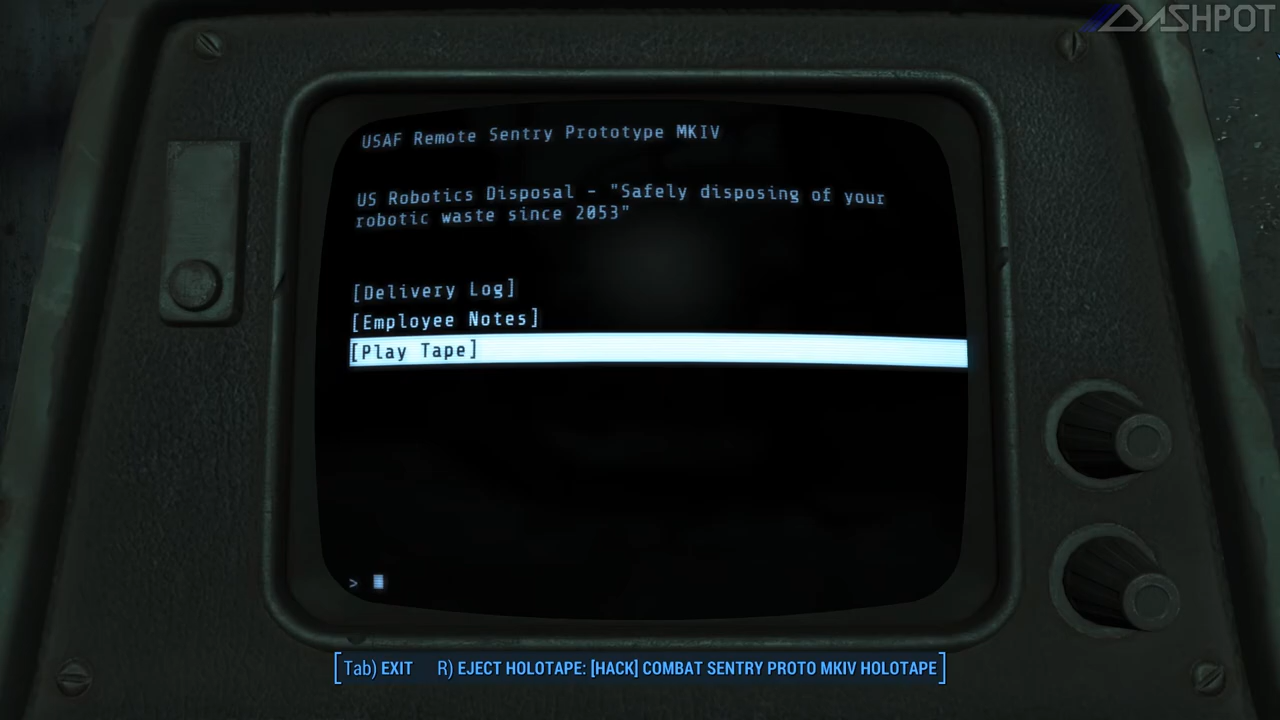 DASHPOT
USAF Remote Sentry Prototype MKIV
US Robotics Disposal - "Safely disposing of your
robotic waste since 2053"
[Delivery Log]
[Employee Notes]
[Play Tape]
>
Tab) EXIT R) EJECT HOLOTAPE: [HACK] COMBAT SENTRY PROTO MKIV HOLOTAPE